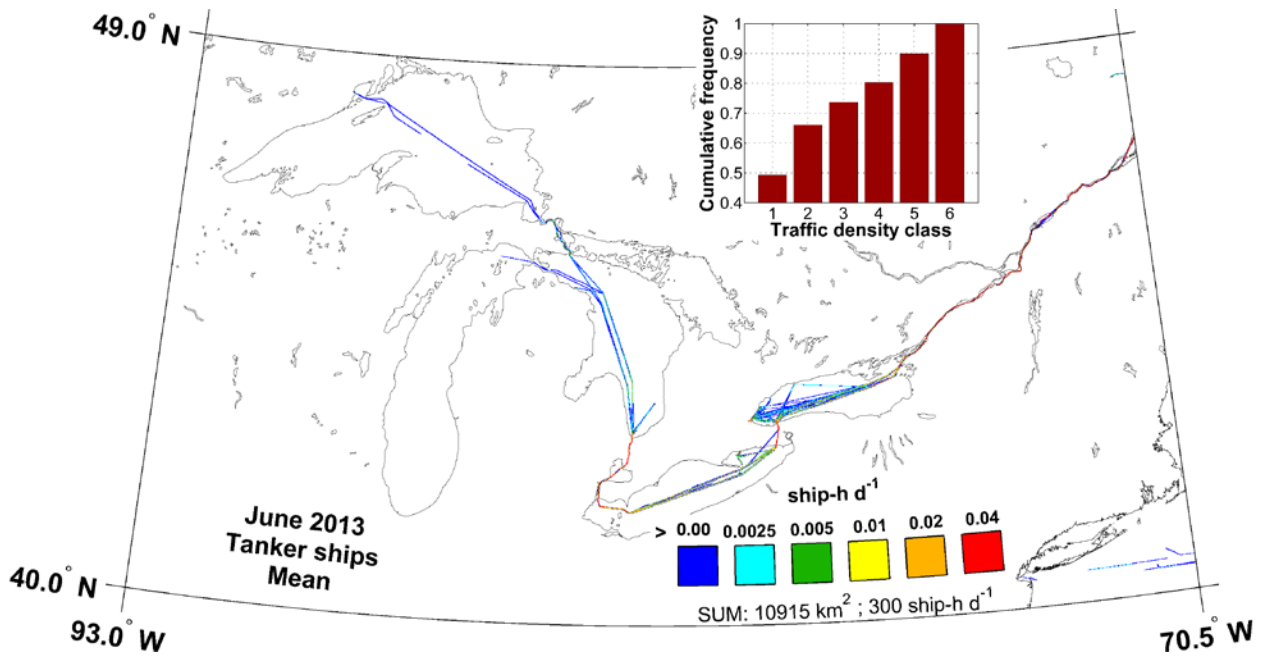 49.0° N
Cumulative frequency
1
0.9
0.8
0.7
0.6
0.5
0.4
1 2 3 4 5 6
Traffic density class
June 2013
Tanker ships
Mean
ship-h d⁻¹
> 0.00 0.0025 0.005 0.01 0.02 0.04
SUM: 10915 km² ; 300 ship-h d⁻¹
40.0° N
93.0° W
70.5° W